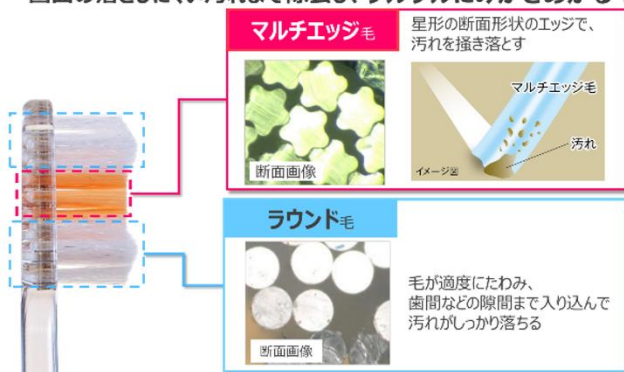 マルチエッジ毛
星形の断面形状のエッジで、
汚れを掻き落とす
マルチエッジ毛
汚れ
断面画像
イメージ図
ラウンド毛
毛が適度にたわみ、
歯間などの隙間まで入り込んで
汚れがしっかり落ちる
断面画像